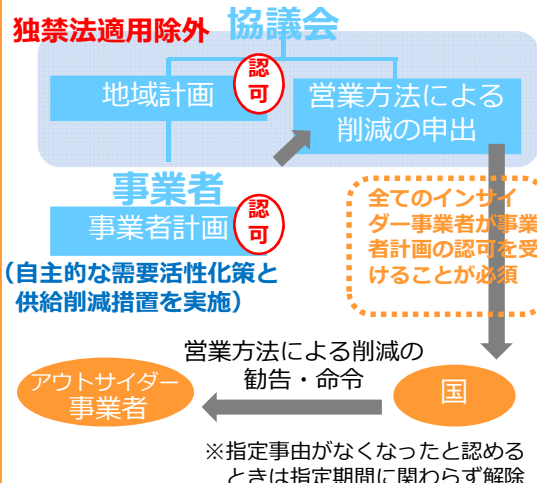 独禁法適用除外
協議会
地域計画
認可
営業方法による
削減の申出
事業者
事業者計画
認可
（自主的な需要活性化策と
供給削減措置を実施）
全てのインサイ
ダー事業者が事業
者計画の認可を受
けることが必須
営業方法による削減の
勧告・命令
アウトサイダー
事業者
国
※指定事由がなくなったと認める
ときは指定期間に関わらず解除